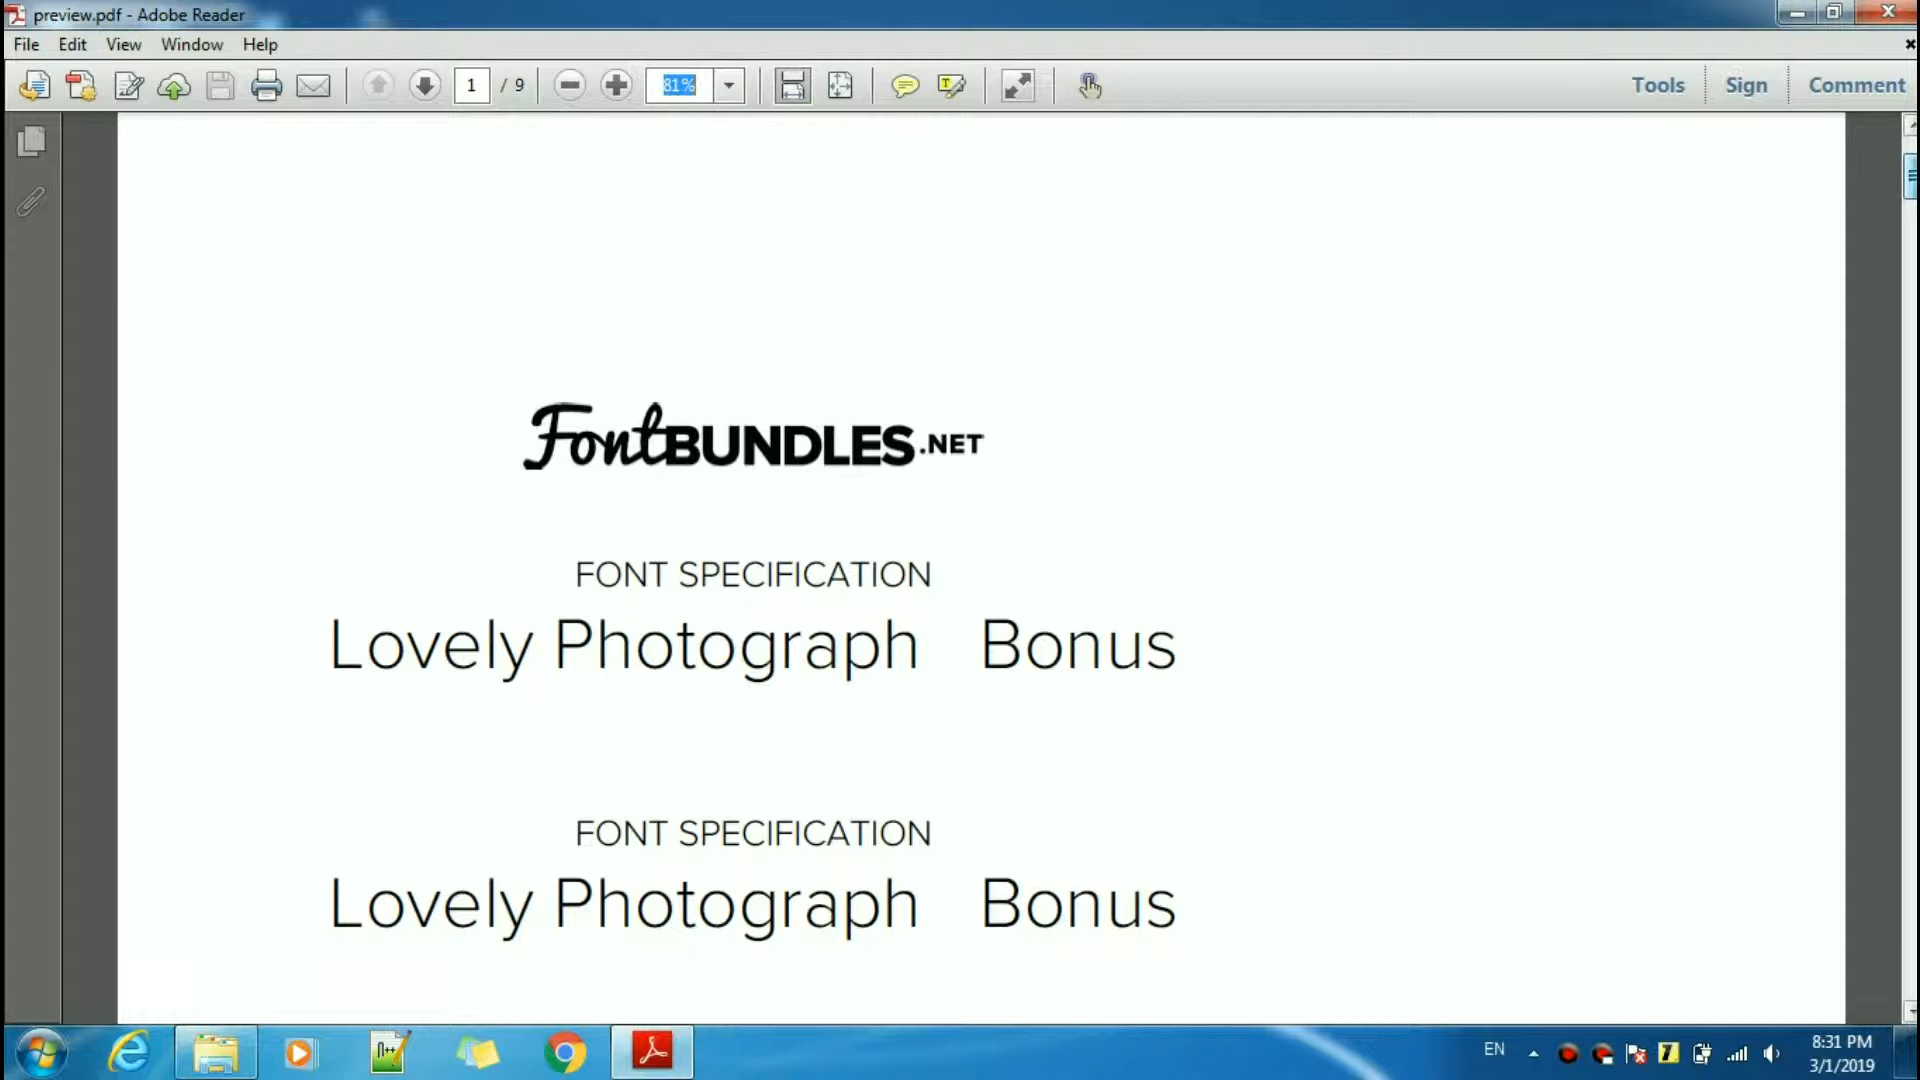 preview.pdf - Adobe Reader
File Edit View Window Help
1 / 9 81% Tools Sign Comment
FontBUNDLES.NET
FONT SPECIFICATION
Lovely Photograph Bonus
FONT SPECIFICATION
Lovely Photograph Bonus
EN
8:31 PM
3/1/2019